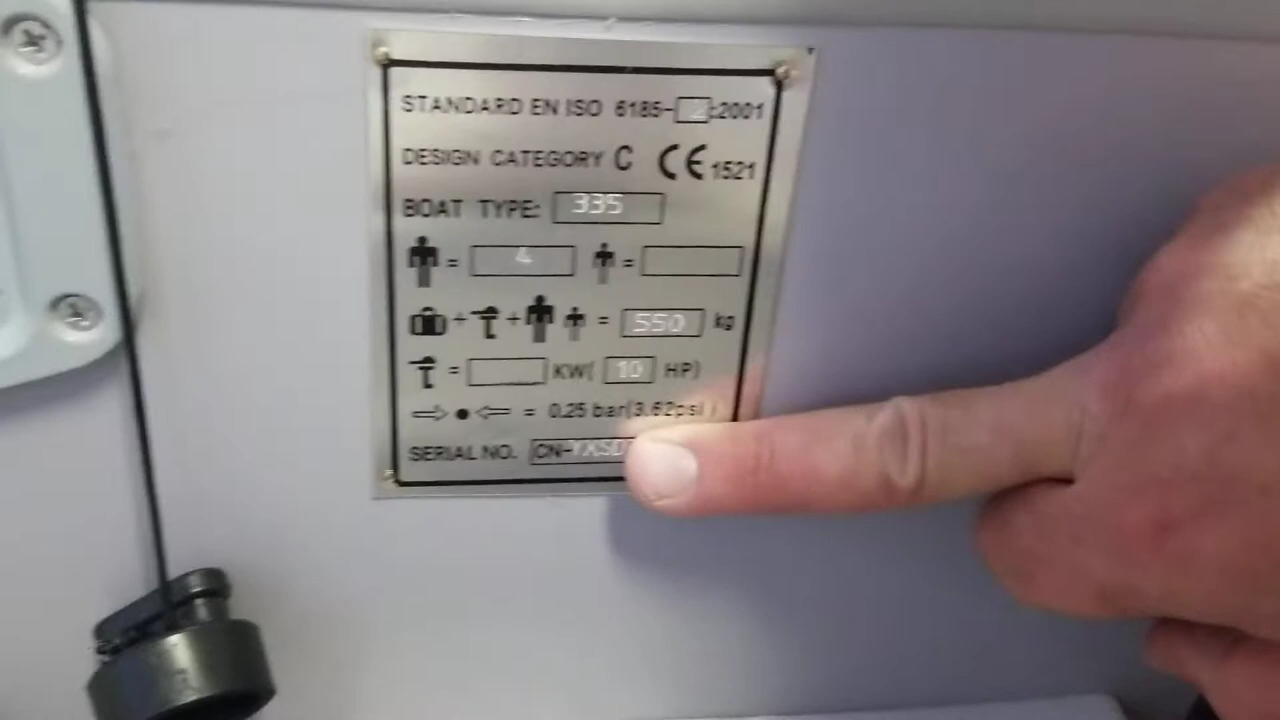 STANDARD EN ISO 6185-2:2001
DESIGN CATEGORY C CE 1521
BOAT TYPE: 335
= 4 =
+ + = 550 kg
= KW( 10 HP)
= 0.25 bar(3.62psi)
SERIAL NO. CN-